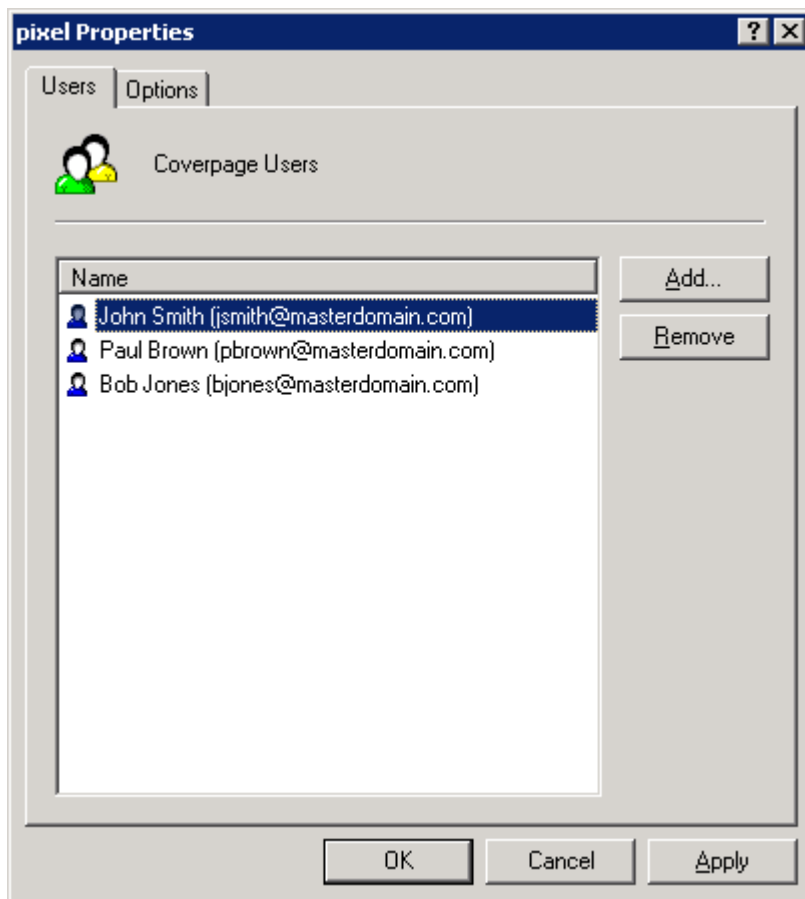 pixel Properties
Users Options
Coverpage Users
Name
Add...
John Smith (jsmith@masterdomain.com)
Remove
Paul Brown (pbrown@masterdomain.com)
Bob Jones (bjones@masterdomain.com)
OK Cancel Apply